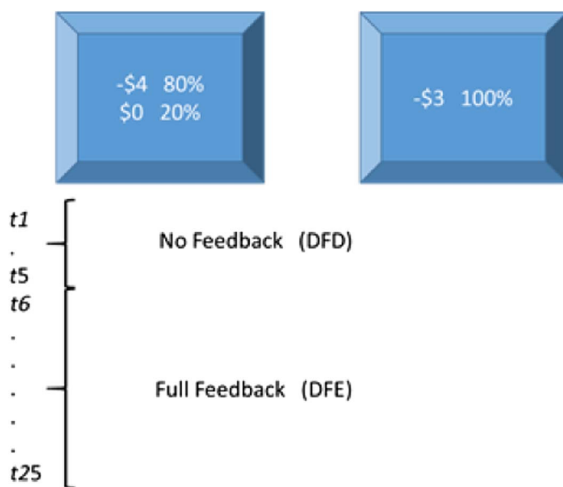 -$4 80%
$0 20%
-$3 100%
t1
.
t5
No Feedback (DFD)
t6
.
.
.
.
.
t25
Full Feedback (DFE)